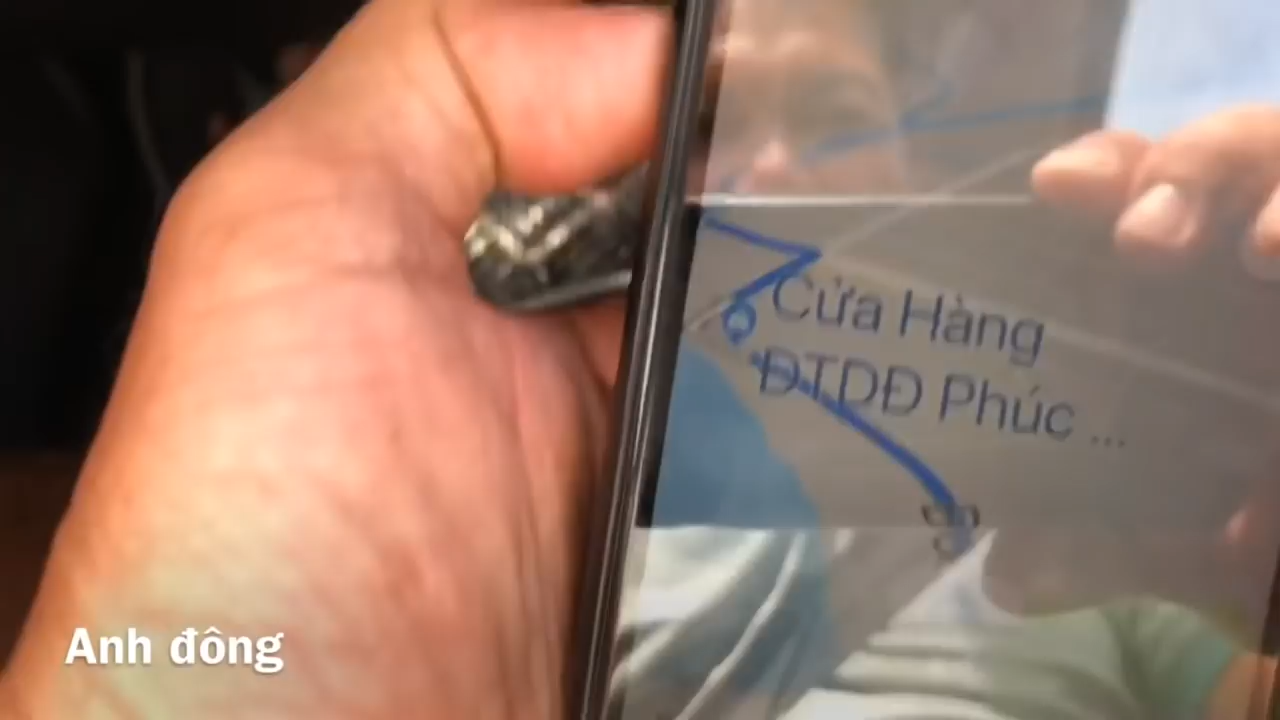 Cửa Hàng
ĐTDĐ Phúc ...
Anh đông